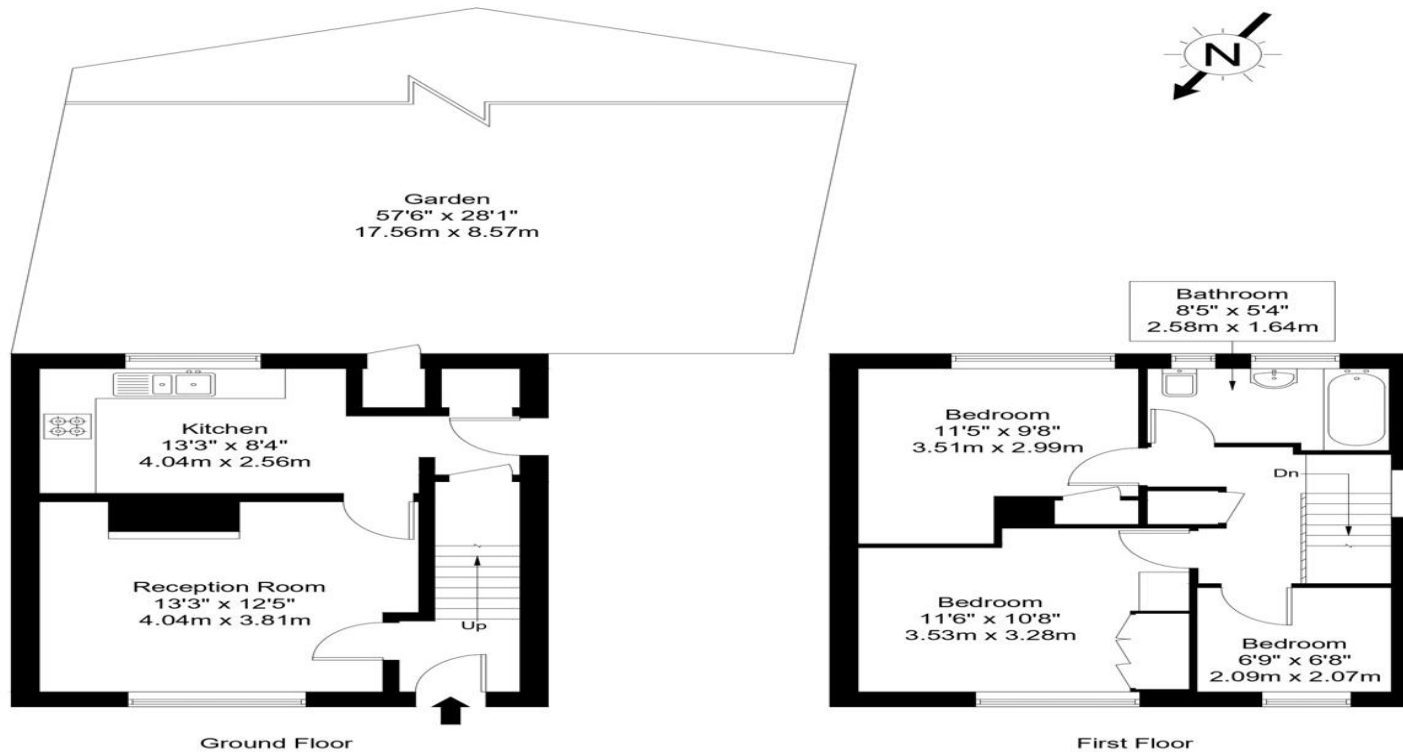 N
Garden
57'6" x 28'1"
17.56m x 8.57m
Kitchen
13'3" x 8'4"
4.04m x 2.56m
Reception Room
13'3" x 12'5"
4.04m x 3.81m
Up
Ground Floor
Bathroom
8'5" x 5'4"
2.58m x 1.64m
Bedroom
11'5" x 9'8"
3.51m x 2.99m
Dn
Bedroom
11'6" x 10'8"
3.53m x 3.28m
Bedroom
6'9" x 6'8"
2.09m x 2.07m
First Floor